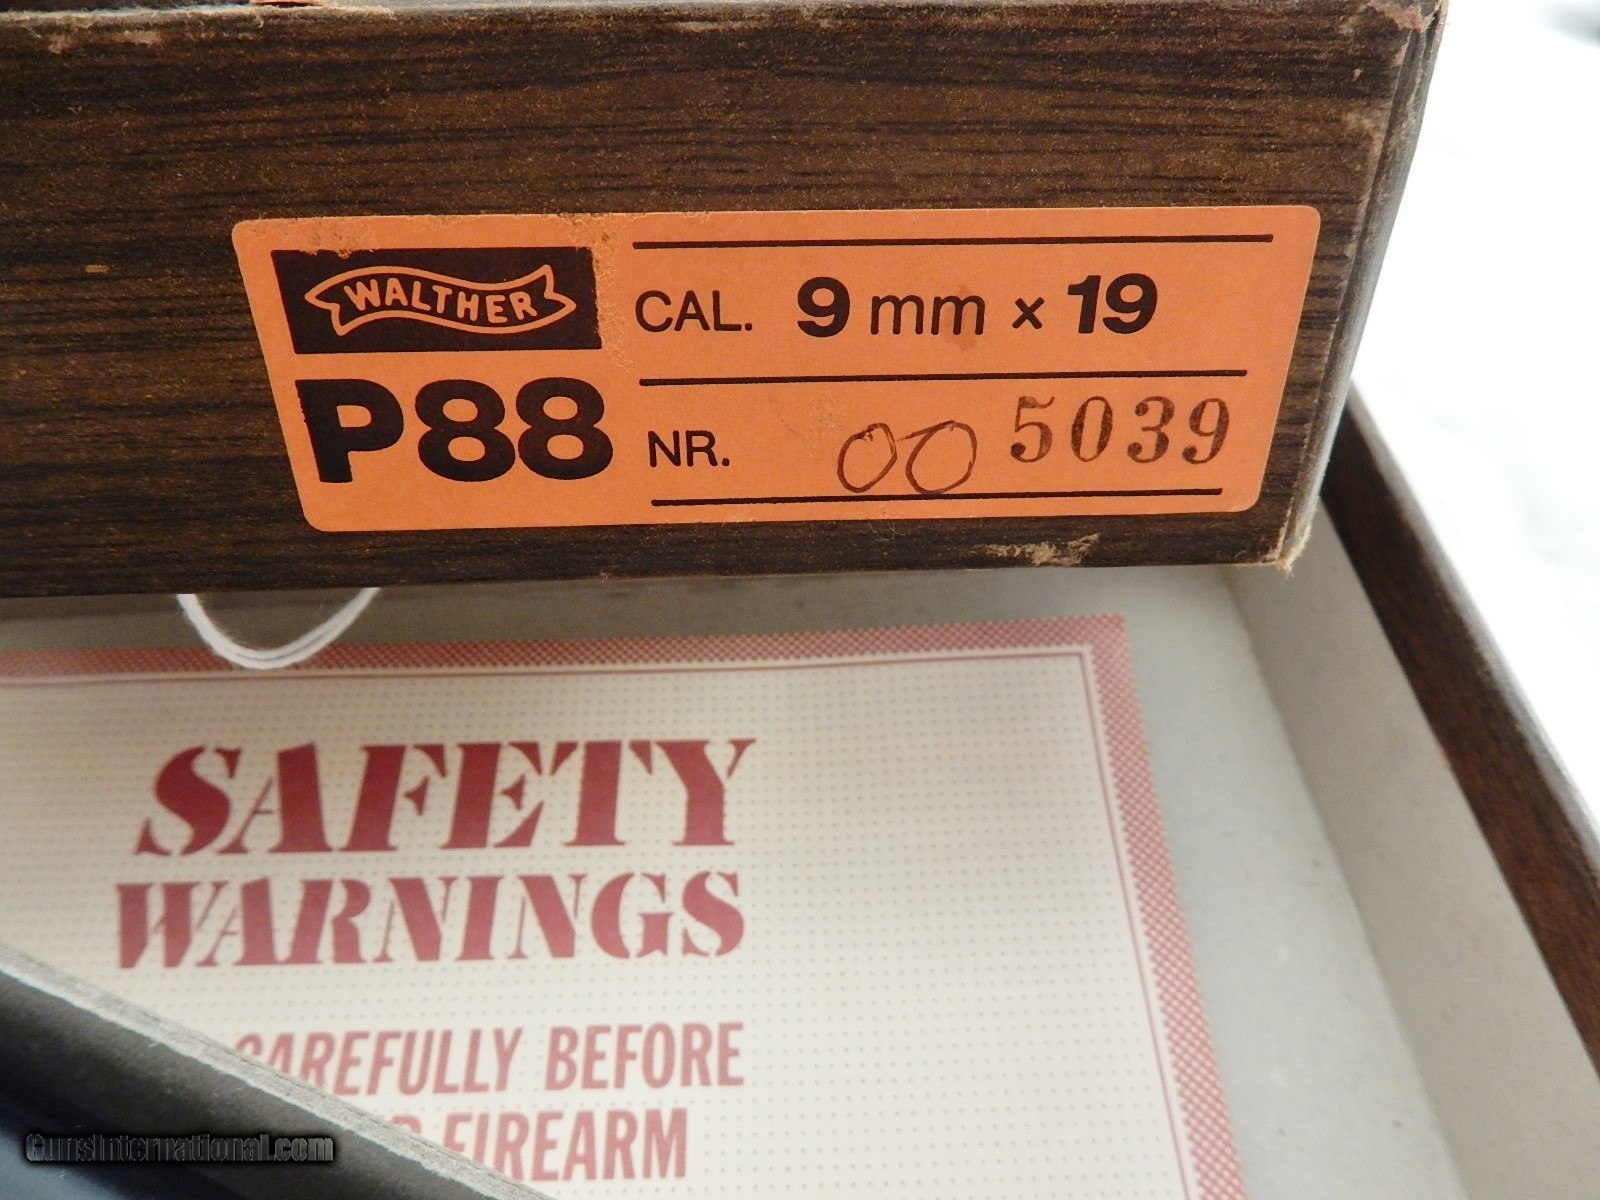 WALTHER
P88
CAL. 9 mm x 19
NR. 00 5039
SAFETY
WARNINGS
CAREFULLY BEFORE
FIREARM
GunsInternational.com